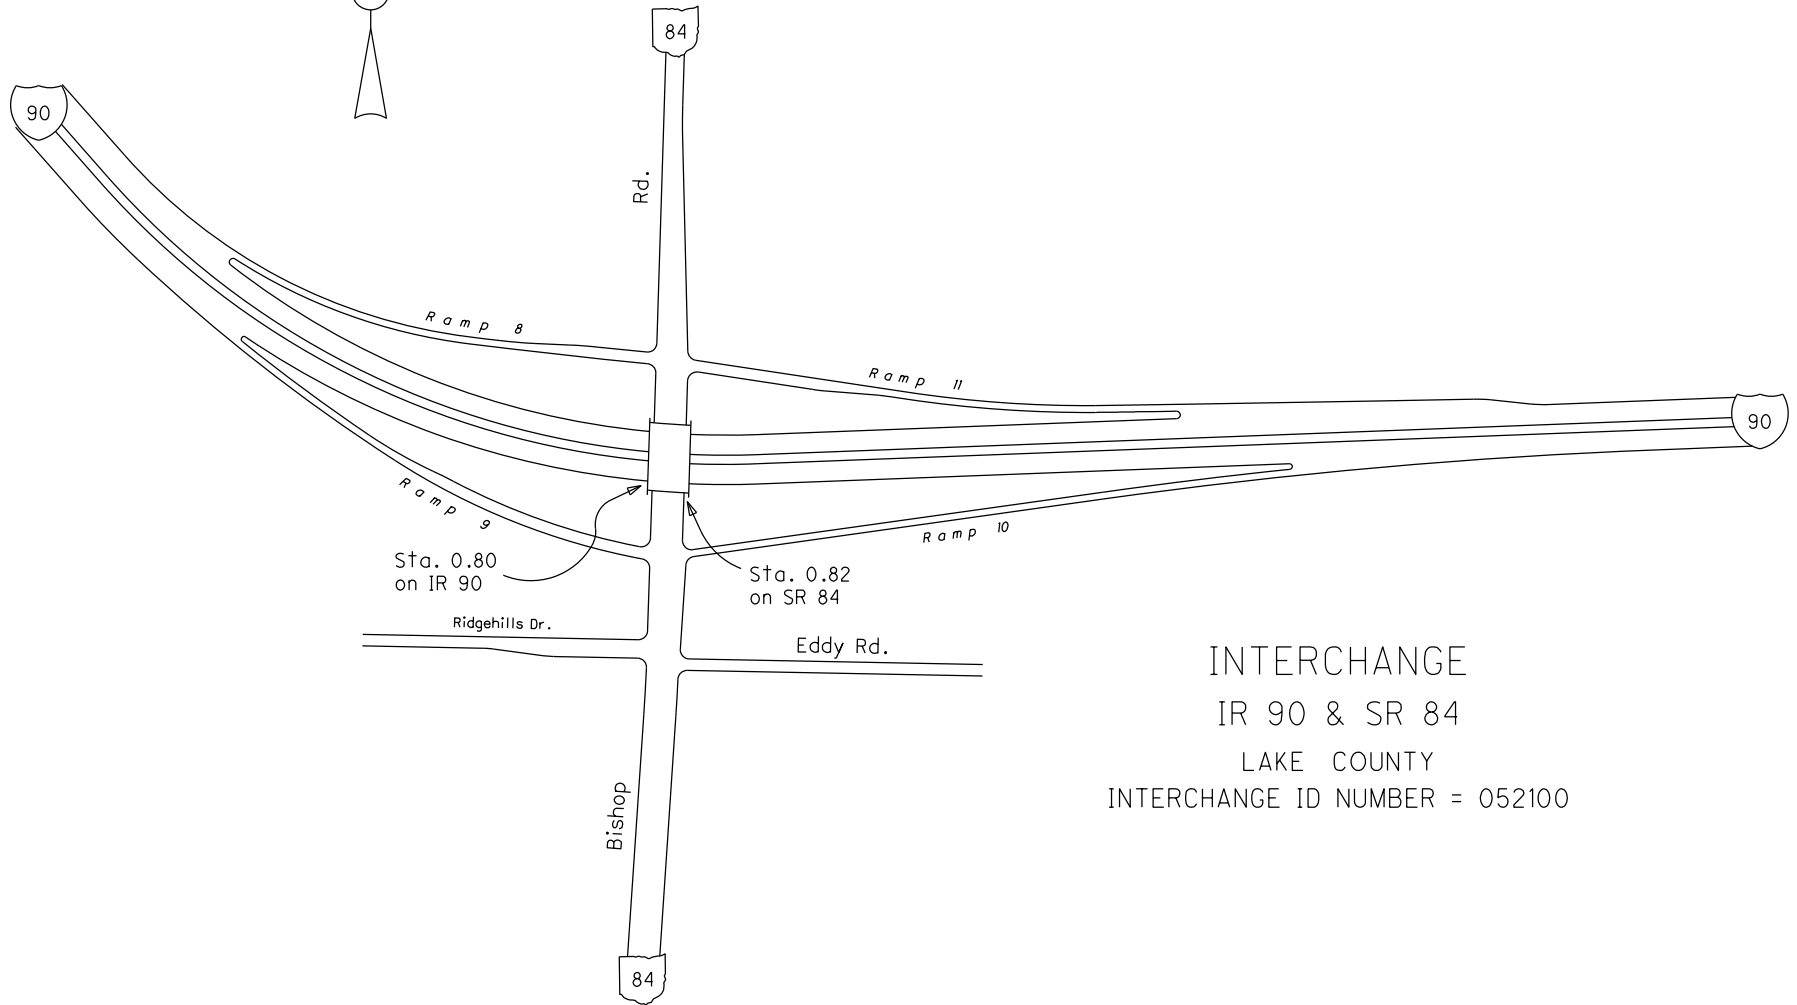 84
90
Rd.
Ramp 8
Ramp 11
90
Ramp 9
Ramp 10
Sta. 0.80
on IR 90
Sta. 0.82
on SR 84
Ridgehills Dr.
Eddy Rd.
INTERCHANGE
IR 90 & SR 84
LAKE COUNTY
INTERCHANGE ID NUMBER = 052100
Bishop
84